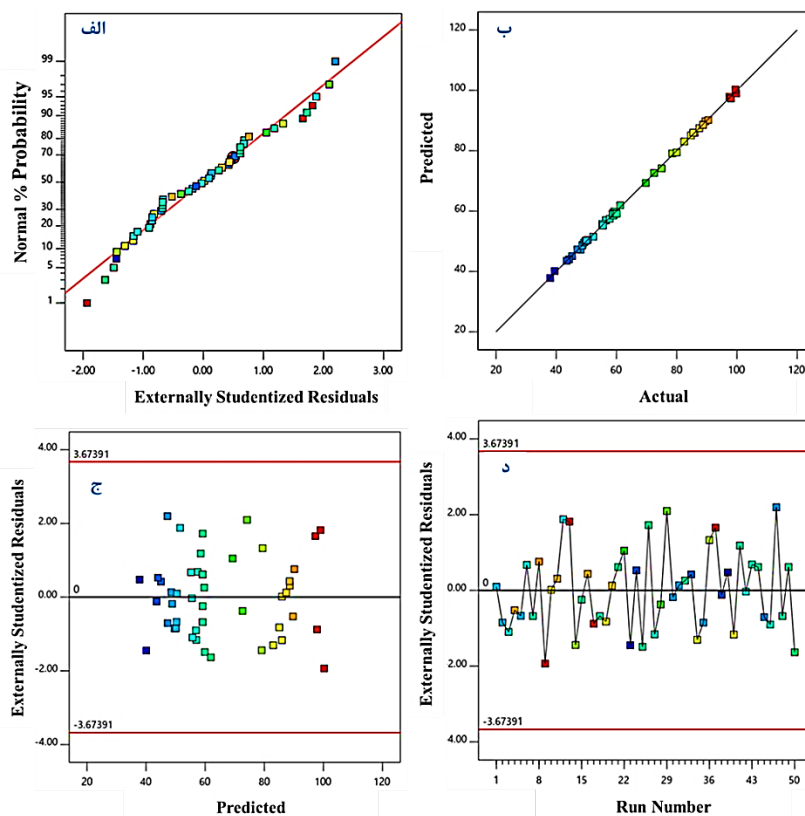 الف
Normal % Probability
99
95
90
70
50
30
20
10
5
1
-2.00 -1.00 0.00 1.00 2.00 3.00
Externally Studentized Residuals
ب
Predicted
120
100
80
60
40
20
20 40 60 80 100 120
Actual
ج
Externally Studentized Residuals
4.00
3.67391
2.00
0
0.00
-2.00
-3.67391
-4.00
20 40 60 80 100 120
Predicted
د
Externally Studentized Residuals
4.00
3.67391
2.00
0
0.00
2.00
-3.67391
4.00
1 8 15 22 29 36 43 50
Run Number